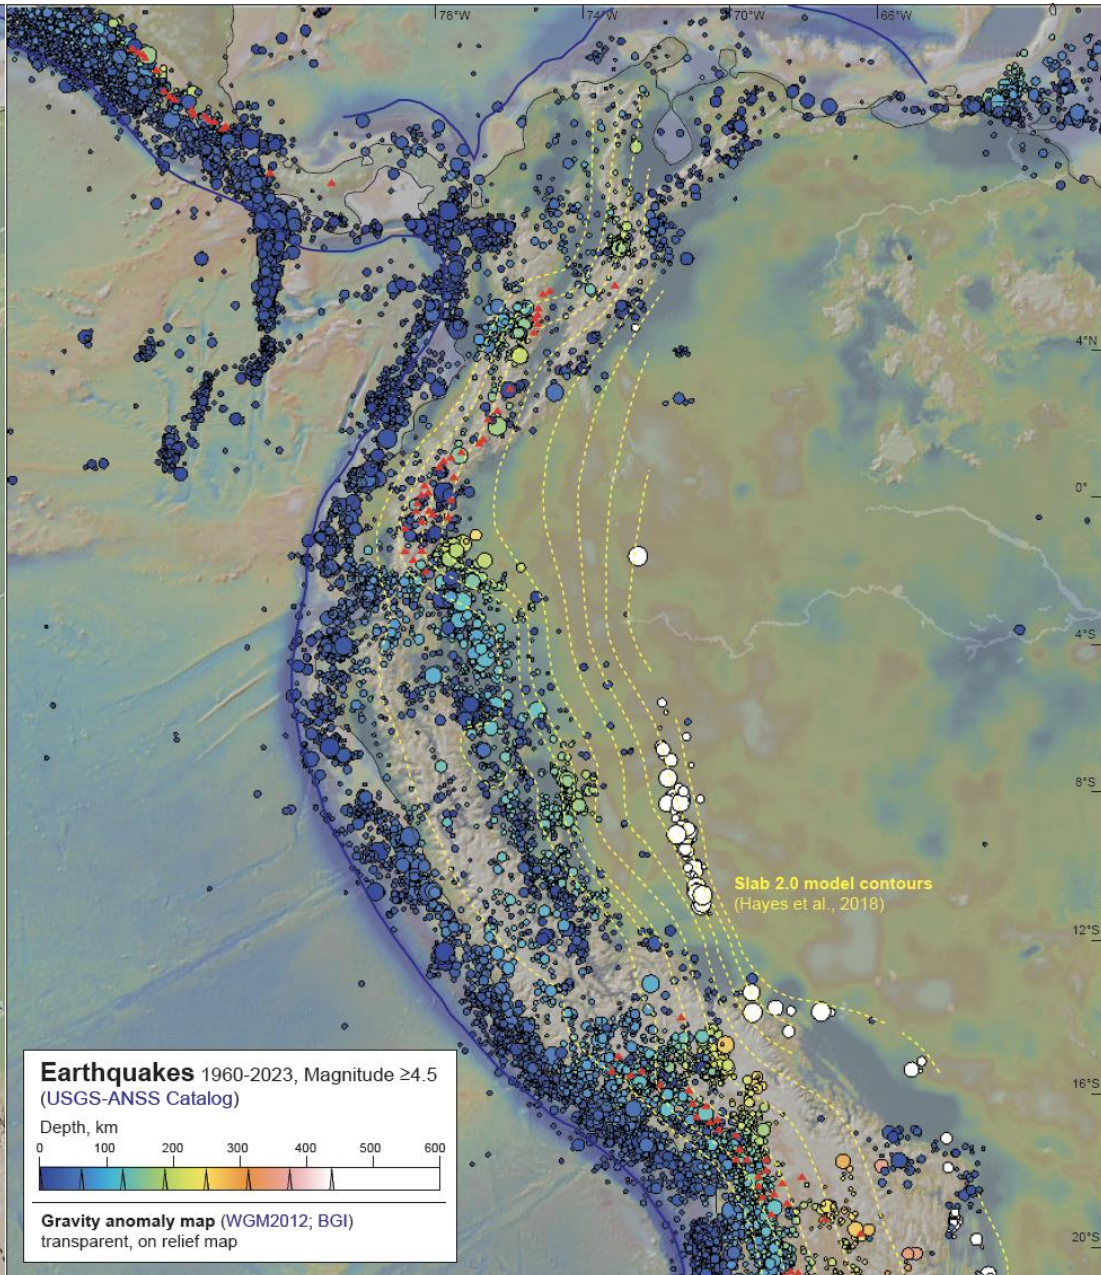 78°W 74°W 70°W 66°W
4°N
0°
4°S
8°S
Slab 2.0 model contours
(Hayes et al., 2018)
12°S
16°S
20°S
Earthquakes 1960-2023, Magnitude ≥4.5
(USGS-ANSS Catalog)
Depth, km
0 100 200 300 400 500 600
Gravity anomaly map (WGM2012; BGI)
transparent, on relief map